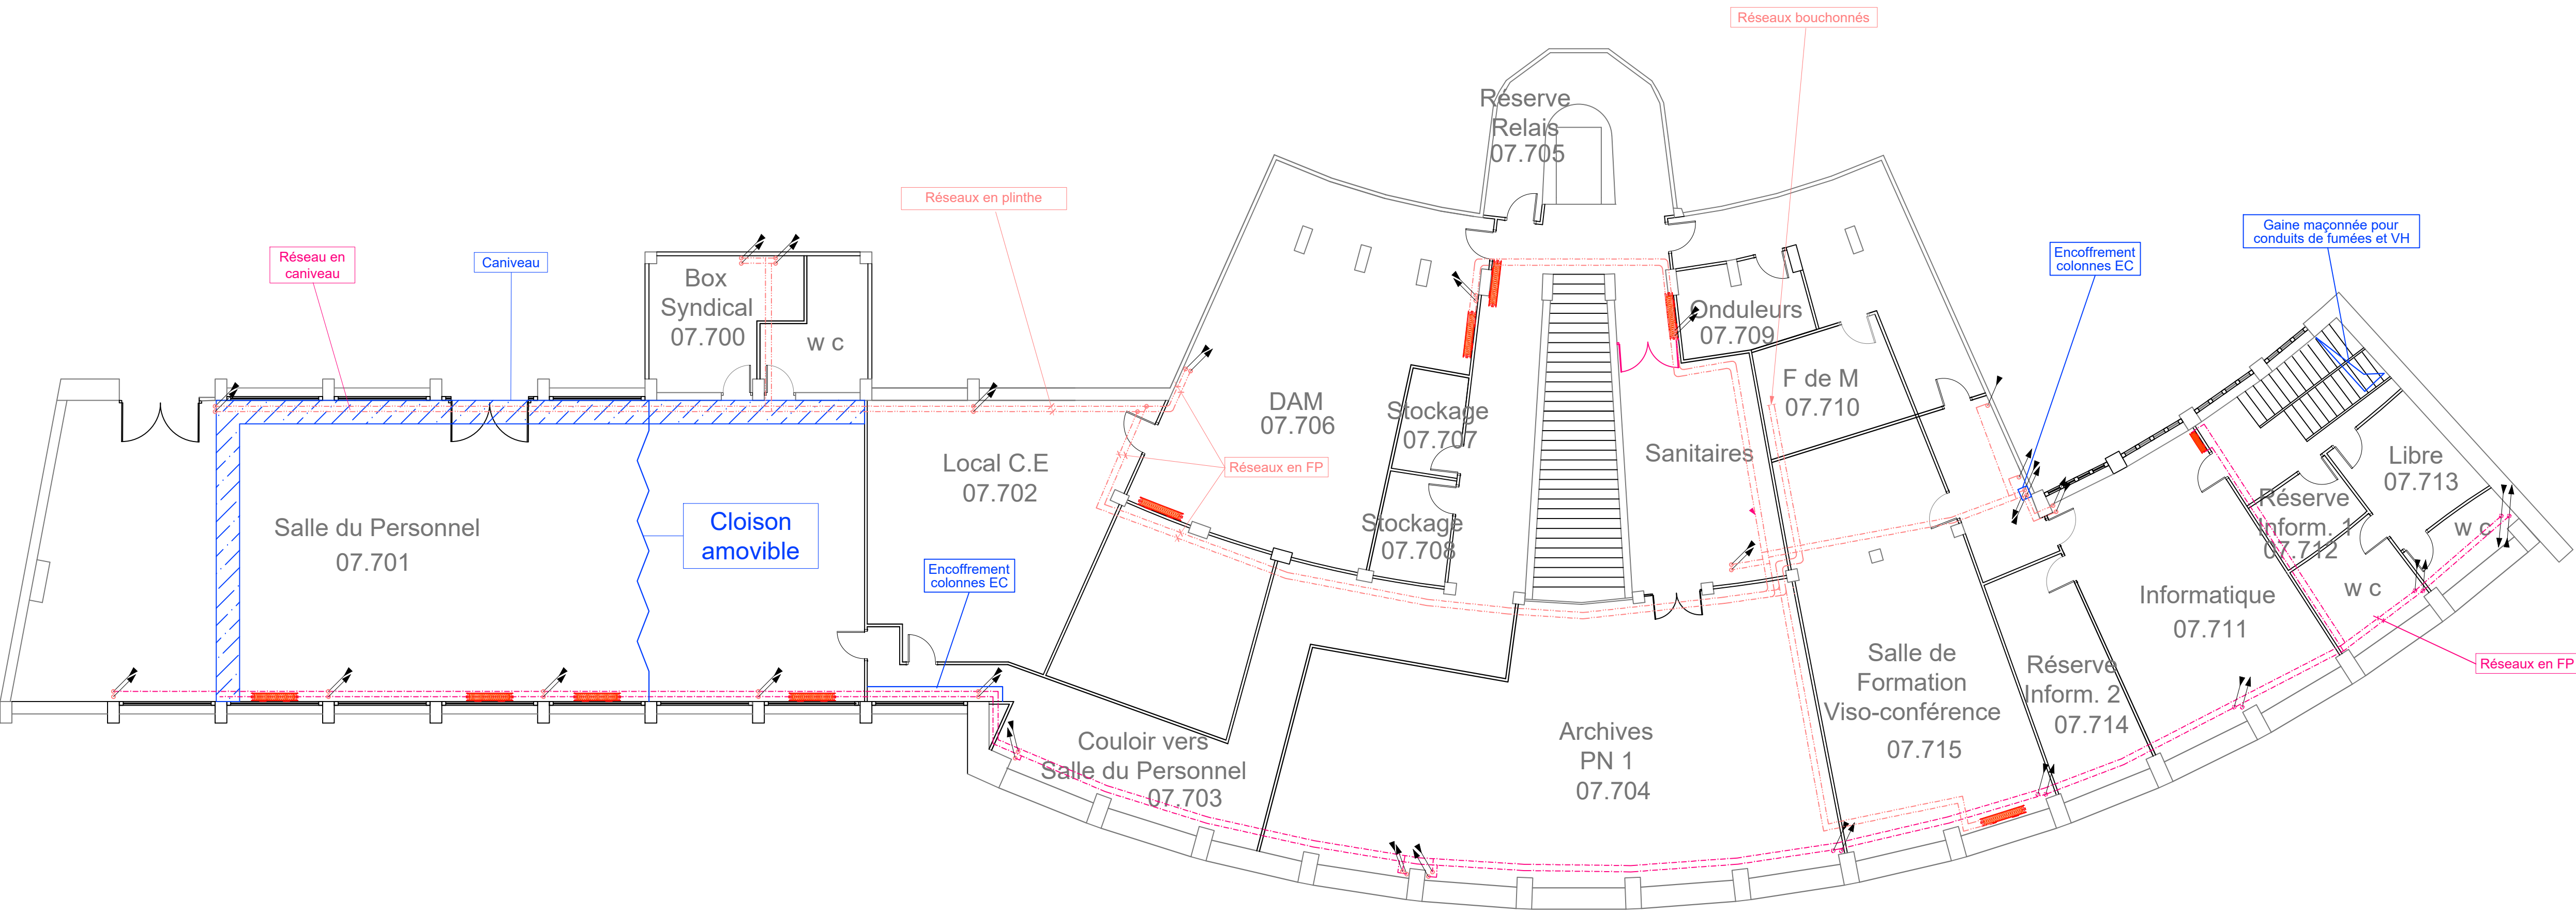 Réseaux bouchonnés
Réserve
Relais
07.705
Réseaux en plinthe
Réseau en
caniveau
Caniveau
Box
Syndical
07.700
w c
Gaine maçonnée pour
conduits de fumées et VH
Encoffrement
colonnes EC
Onduleurs
07.709
F de M
07.710
DAM
07.706
Stockage
07.707
Sanitaires
Réseaux en FP
Local C.E
07.702
Stockage
07.708
Salle du Personnel
07.701
Cloison
amovible
Encoffrement
colonnes EC
Libre
07.713
Réserve
Inform. 1
07.712
w c
w c
Informatique
07.711
Réseaux en FP
Salle de
Formation
Viso-conférence
07.715
Réserve
Inform. 2
07.714
Couloir vers
Salle du Personnel
07.703
Archives
PN 1
07.704